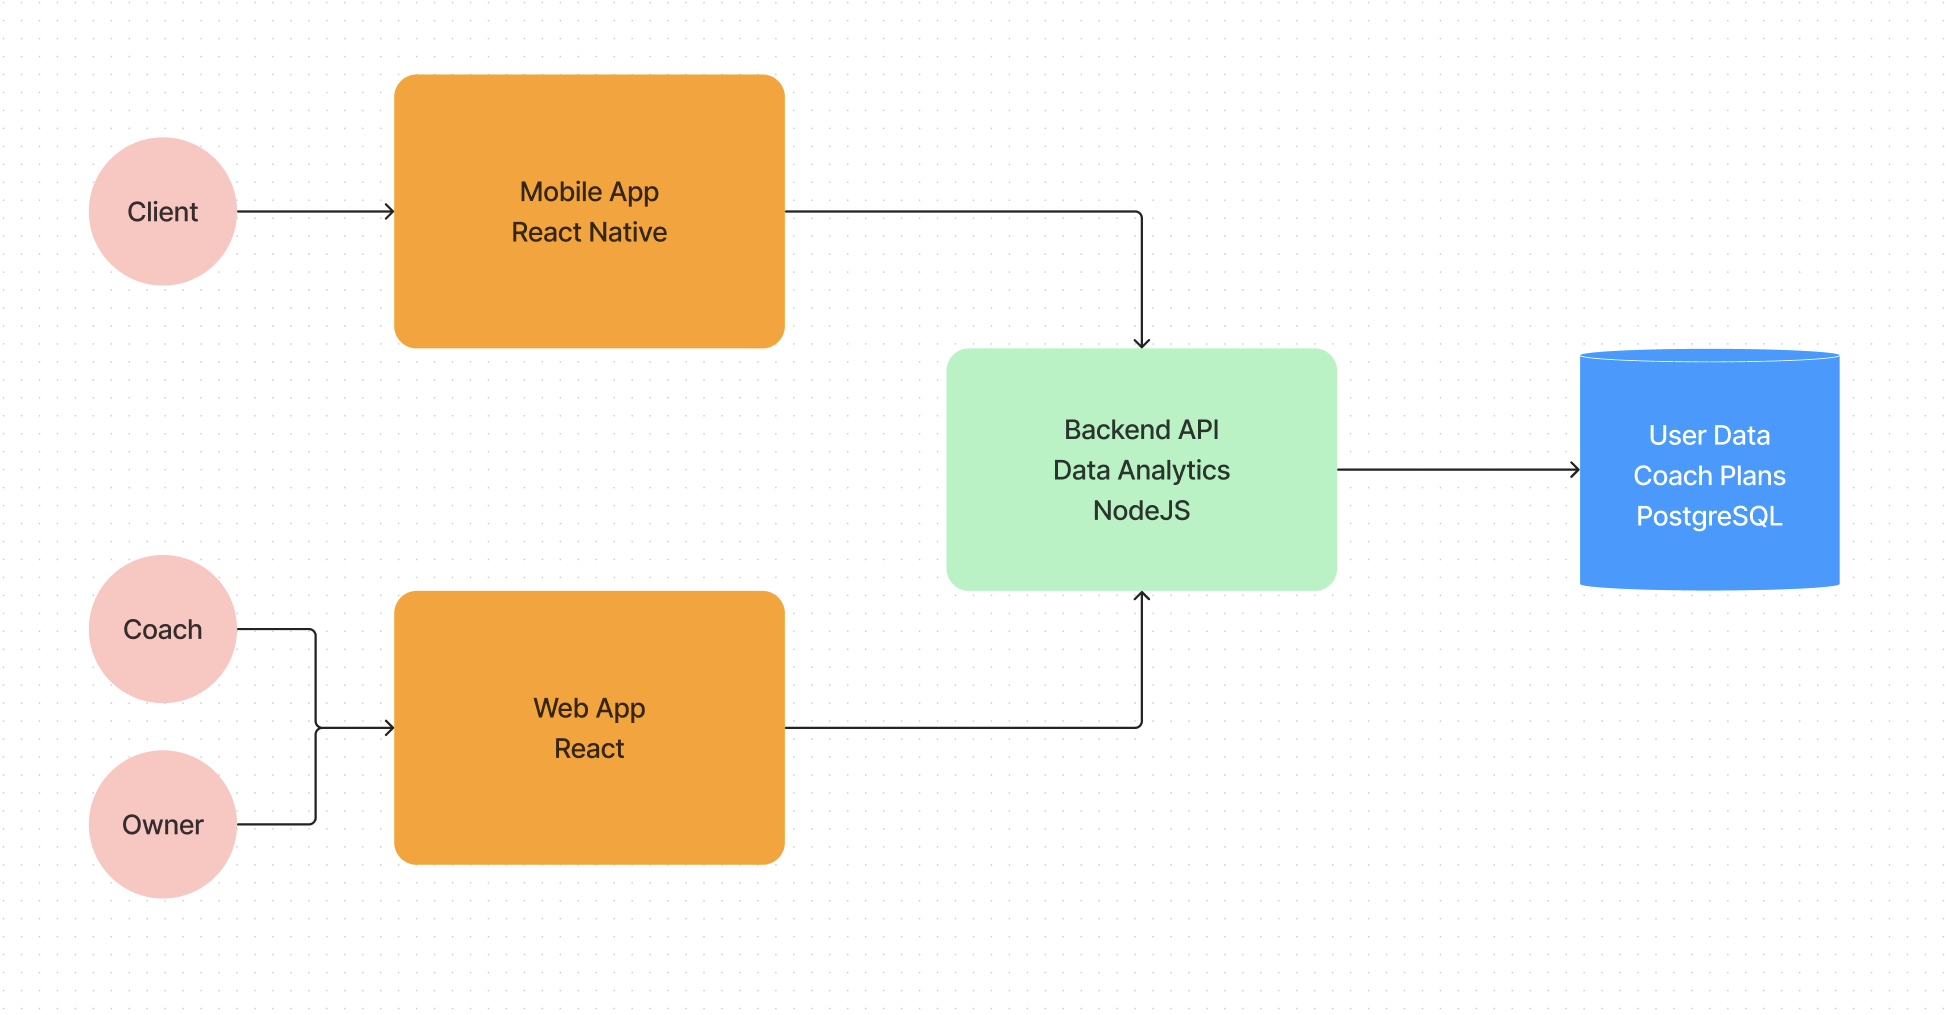 Client
Mobile App
React Native
Backend API
Data Analytics
NodeJS
User Data
Coach Plans
PostgreSQL
Coach
Owner
Web App
React